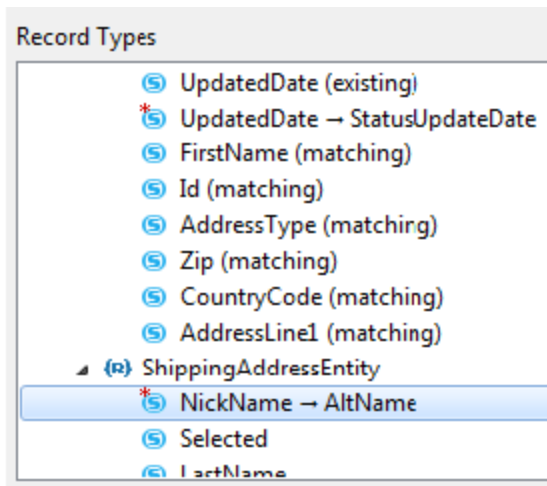 Record Types
UpdatedDate (existing)
UpdatedDate → StatusUpdateDate
FirstName (matching)
Id (matching)
AddressType (matching)
Zip (matching)
CountryCode (matching)
AddressLine1 (matching)
{R} ShippingAddressEntity
NickName → AltName
Selected
LastName